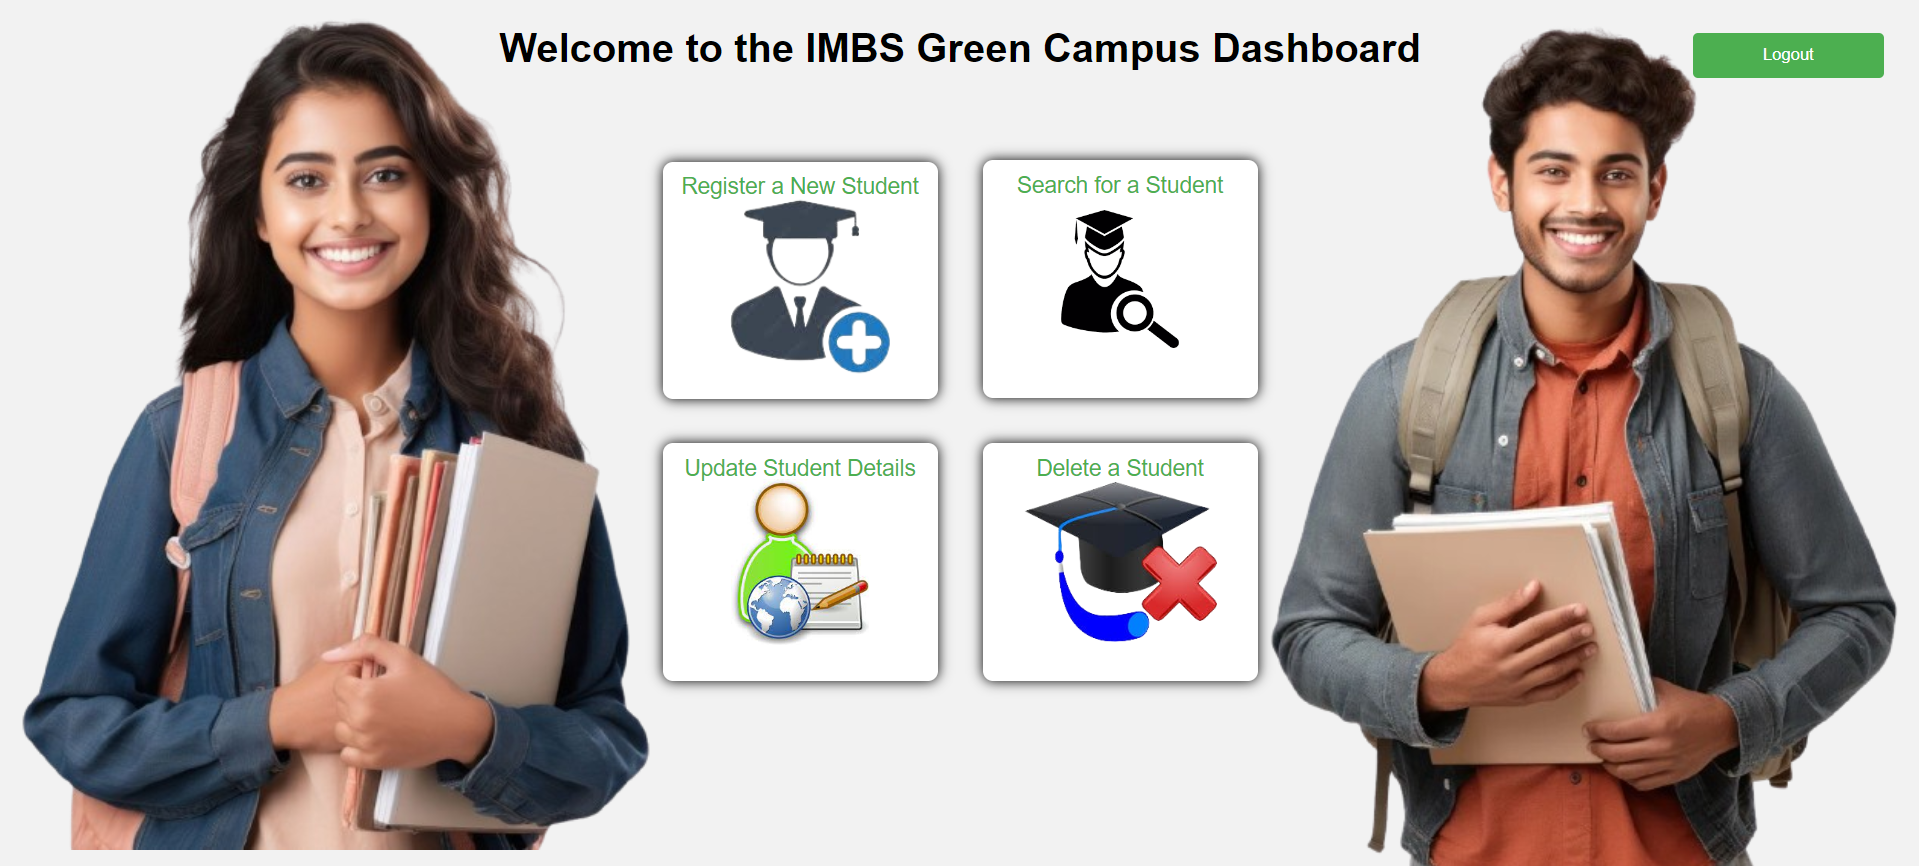 Welcome to the IMBS Green Campus Dashboard
Logout
Register a New Student
Search for a Student
Update Student Details
Delete a Student